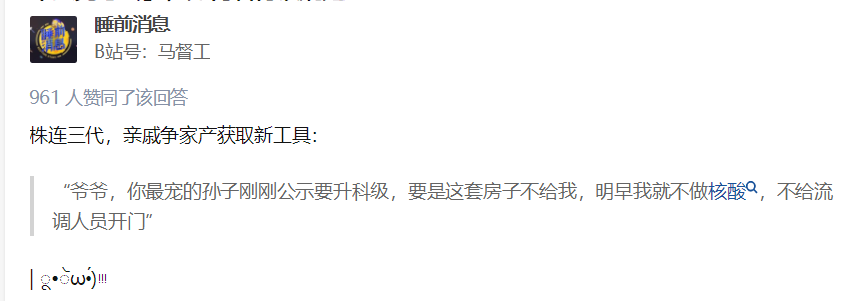 睡前消息
B站号：马督工
961 人赞同了该回答
株连三代，亲戚争家产获取新工具：
“爷爷，你最宠的孙子刚刚公示要升科级，要是这套房子不给我，明早我就不做核酸，不给流
调人员开门”
| ू•ૅω•́)ᵎᵎᵎ